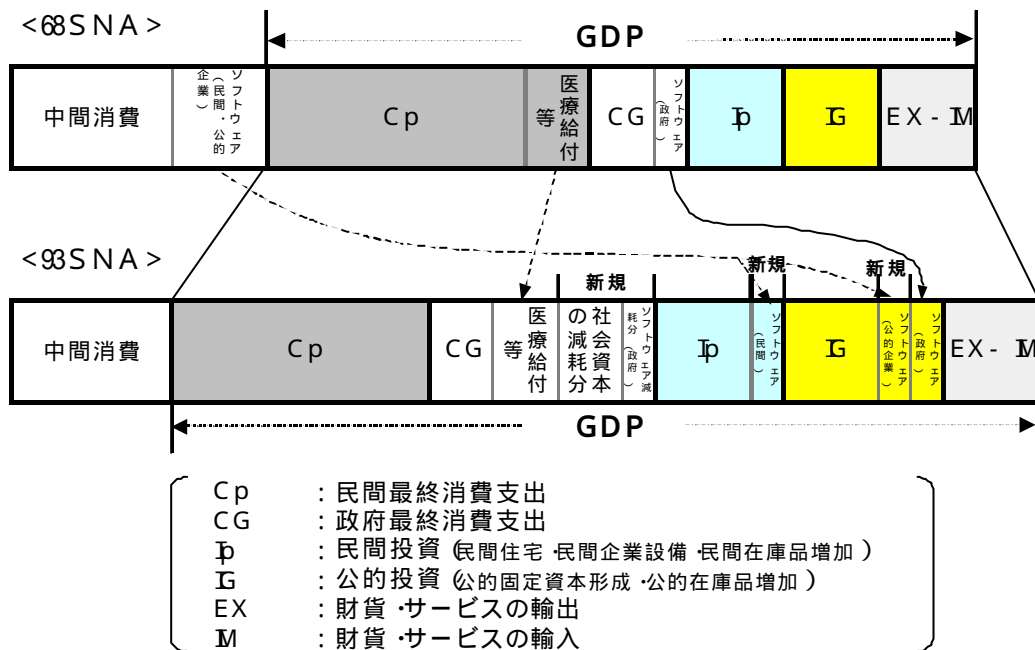 <68SNA>
GDP
中間消費
ソフトウェア
(民間・公的
企業)
Cp
医療給付
等
CG
ソフトウェア
(政府)
Ip
IG
EX-IM
<93SNA>
新規
新規
新規
中間消費
Cp
CG
医療給付
等
社会資本
の減耗分
ソフトウェア減
耗分(政府)
Ip
ソフトウェア
(民間)
IG
ソフトウェア
(公的企業)
ソフトウェア
(政府)
EX-IM
GDP
Cp :民間最終消費支出
CG :政府最終消費支出
Ip :民間投資(民間住宅・民間企業設備・民間在庫品増加)
IG :公的投資(公的固定資本形成・公的在庫品増加)
EX :財貨・サービスの輸出
IM :財貨・サービスの輸入